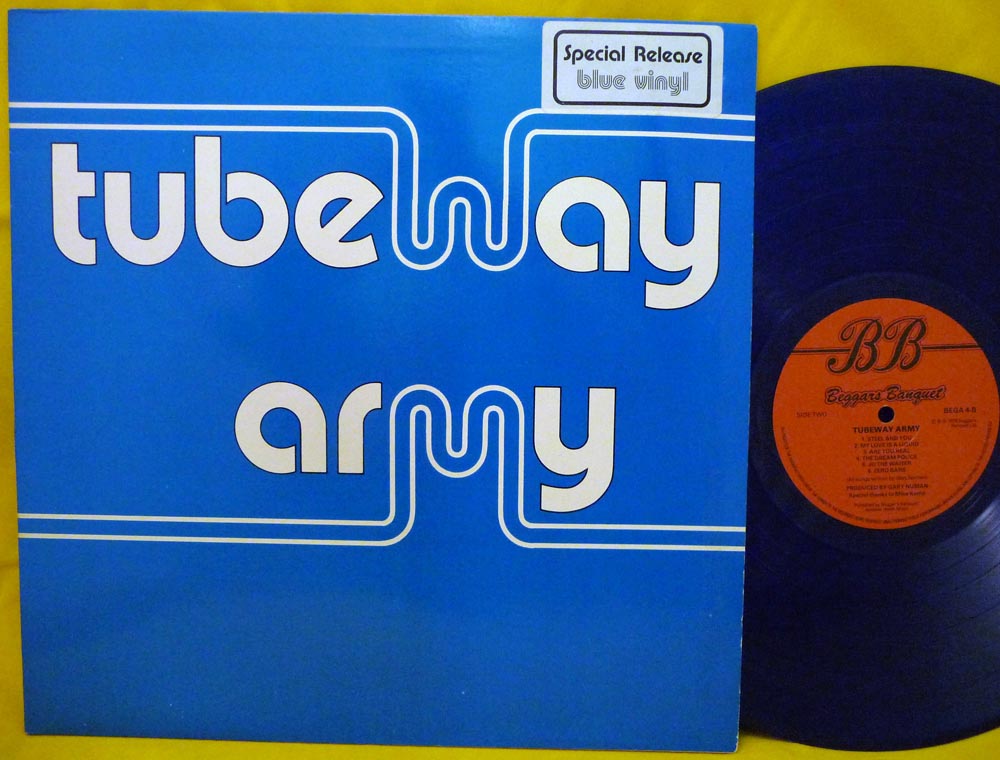 Special Release
blue vinyl
tubeway
army
BB
Beggars Banquet
SIDE TWO
BEGA 4-B
TUBEWAY ARMY
1. STEEL AND YOU
2. MY LOVE IS A LIQUID
3. ARE YOU REAL
4. THE DREAM POLICE
5. JO THE WAITER
6. ZERO BARS
PRODUCED BY GARY NUMAN